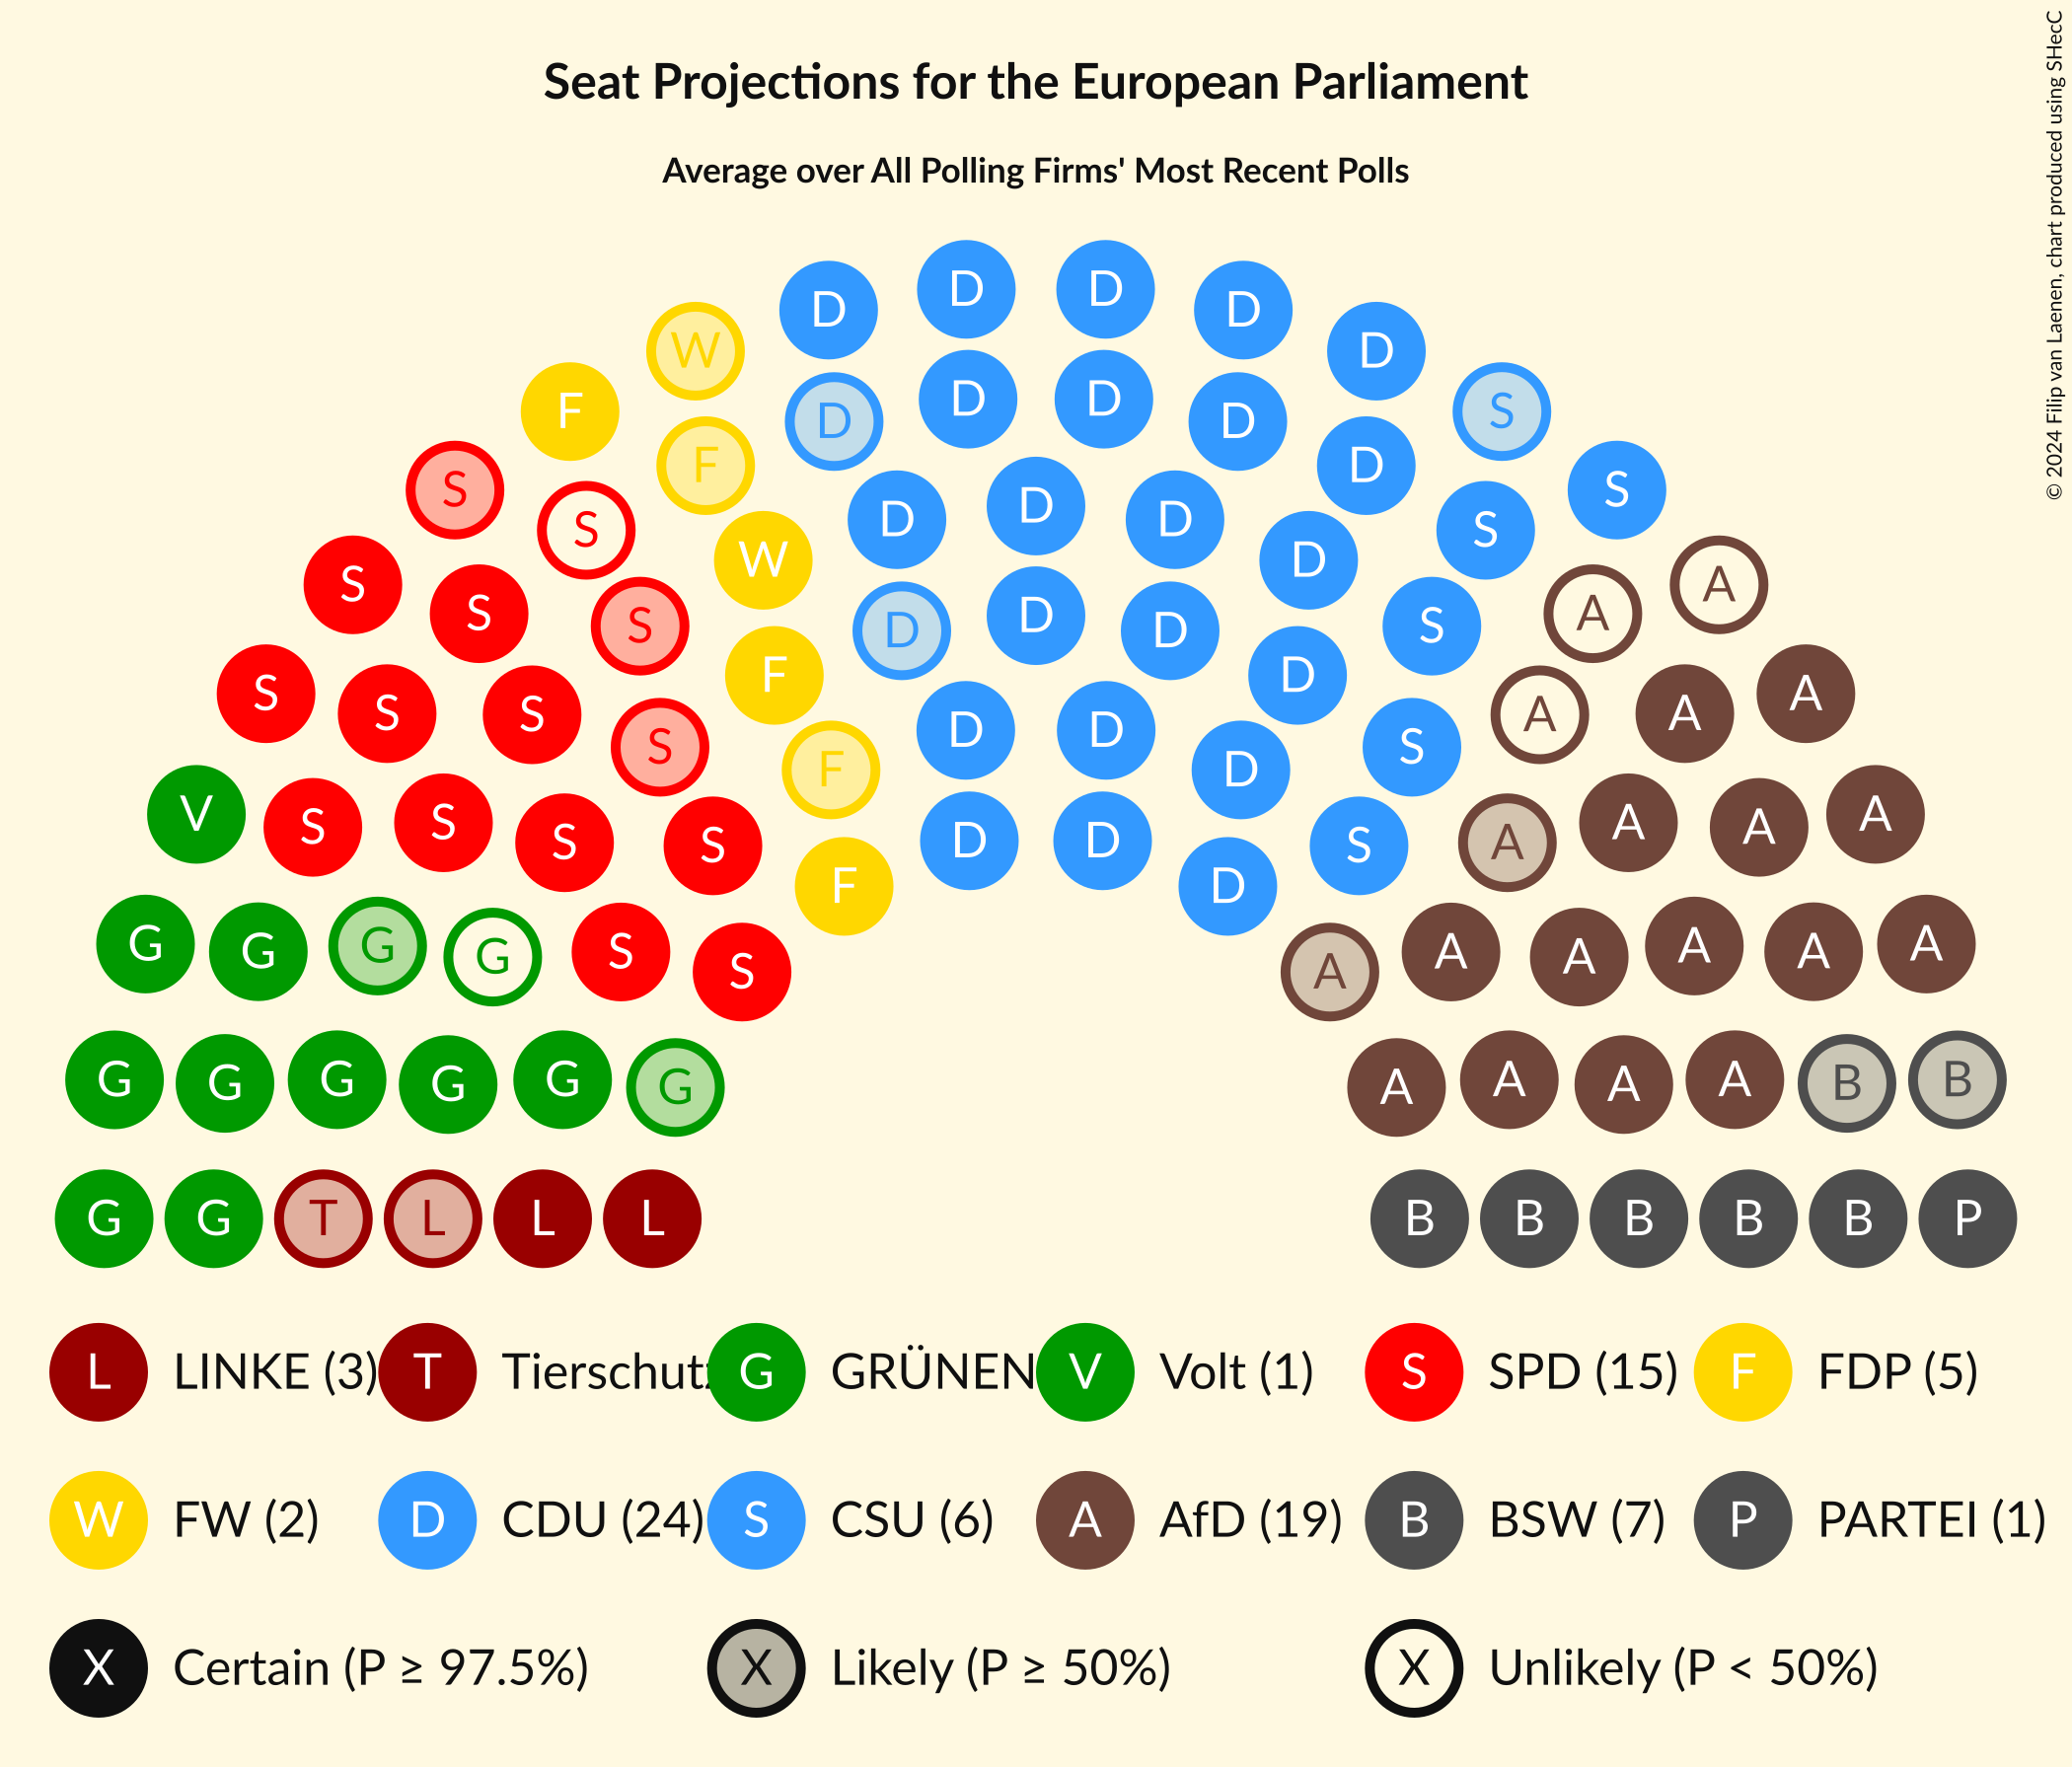 Seat Projections for the European Parliament
Average over All Polling Firms' Most Recent Polls
© 2024 Filip van Laenen, chart produced using SHecC
D D D D
W D
F S
D D D D
S F D S
S S
W D D D D
S S A A
S F D D D D S
S S S A A A
S F D D D S
V S S S S A A A A
F D D D S
G G G G S S A A A A A A
G G G G G G A A A A B B
G G T L L L B B B B B P
L LINKE (3) T Tierschutz G GRÜNEN V Volt (1) S SPD (15) F FDP (5)
W FW (2) D CDU (24) S CSU (6) A AfD (19) B BSW (7) P PARTEI (1)
X Certain (P ≥ 97.5%) X Likely (P ≥ 50%) X Unlikely (P < 50%)